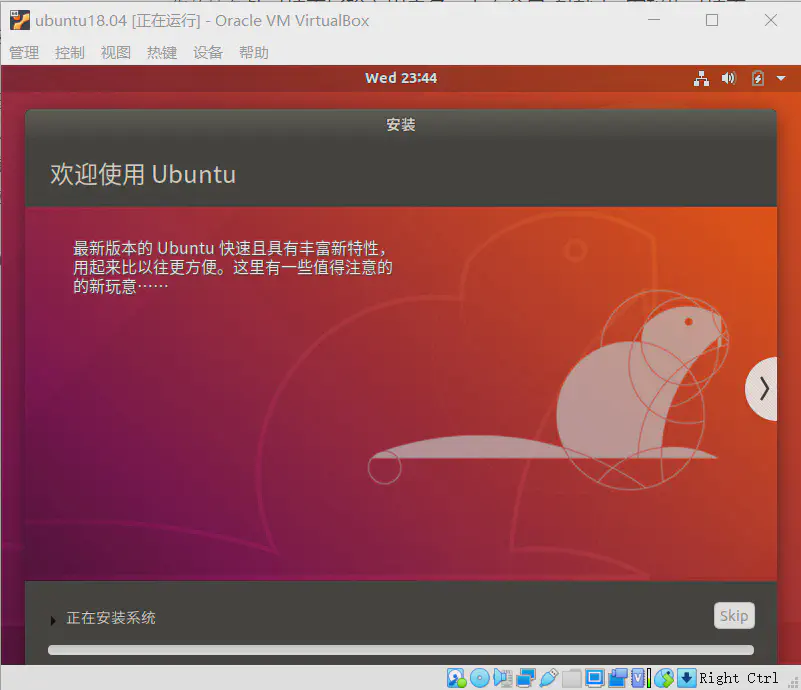 ubuntu18.04 [正在运行] - Oracle VM VirtualBox
管理 控制 视图 热键 设备 帮助
Wed 23:44
安装
欢迎使用 Ubuntu
最新版本的 Ubuntu 快速且具有丰富新特性，
用起来比以往更方便。这里有一些值得注意的
的新玩意……
正在安装系统
Skip
Right Ctrl